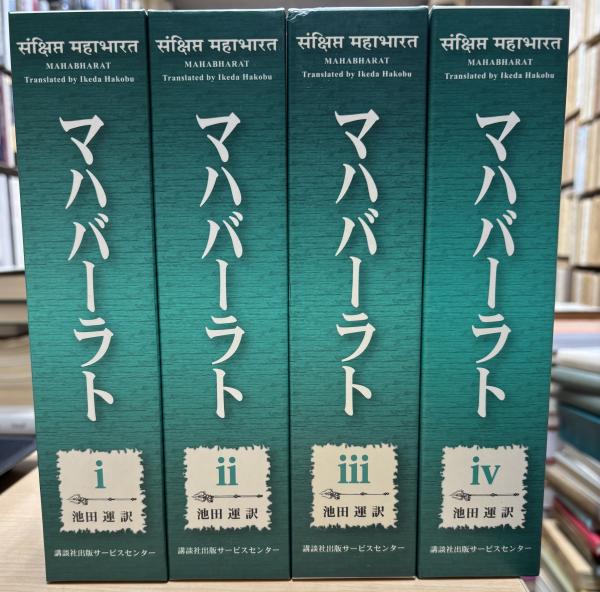 संक्षिप्त महाभारत
MAHABHARAT
Translated by Ikeda Hakobu
マハバーラト
i
池田 運 訳
講談社出版サービスセンター
संक्षिप्त महाभारत
MAHABHARAT
Translated by Ikeda Hakobu
マハバーラト
ii
池田 運 訳
講談社出版サービスセンター
संक्षिप्त महाभारत
MAHABHARAT
Translated by Ikeda Hakobu
マハバーラト
iii
池田 運 訳
講談社出版サービスセンター
संक्षिप्त महाभारत
MAHABHARAT
Translated by Ikeda Hakobu
マハバーラト
iv
池田 運 訳
講談社出版サービスセンター